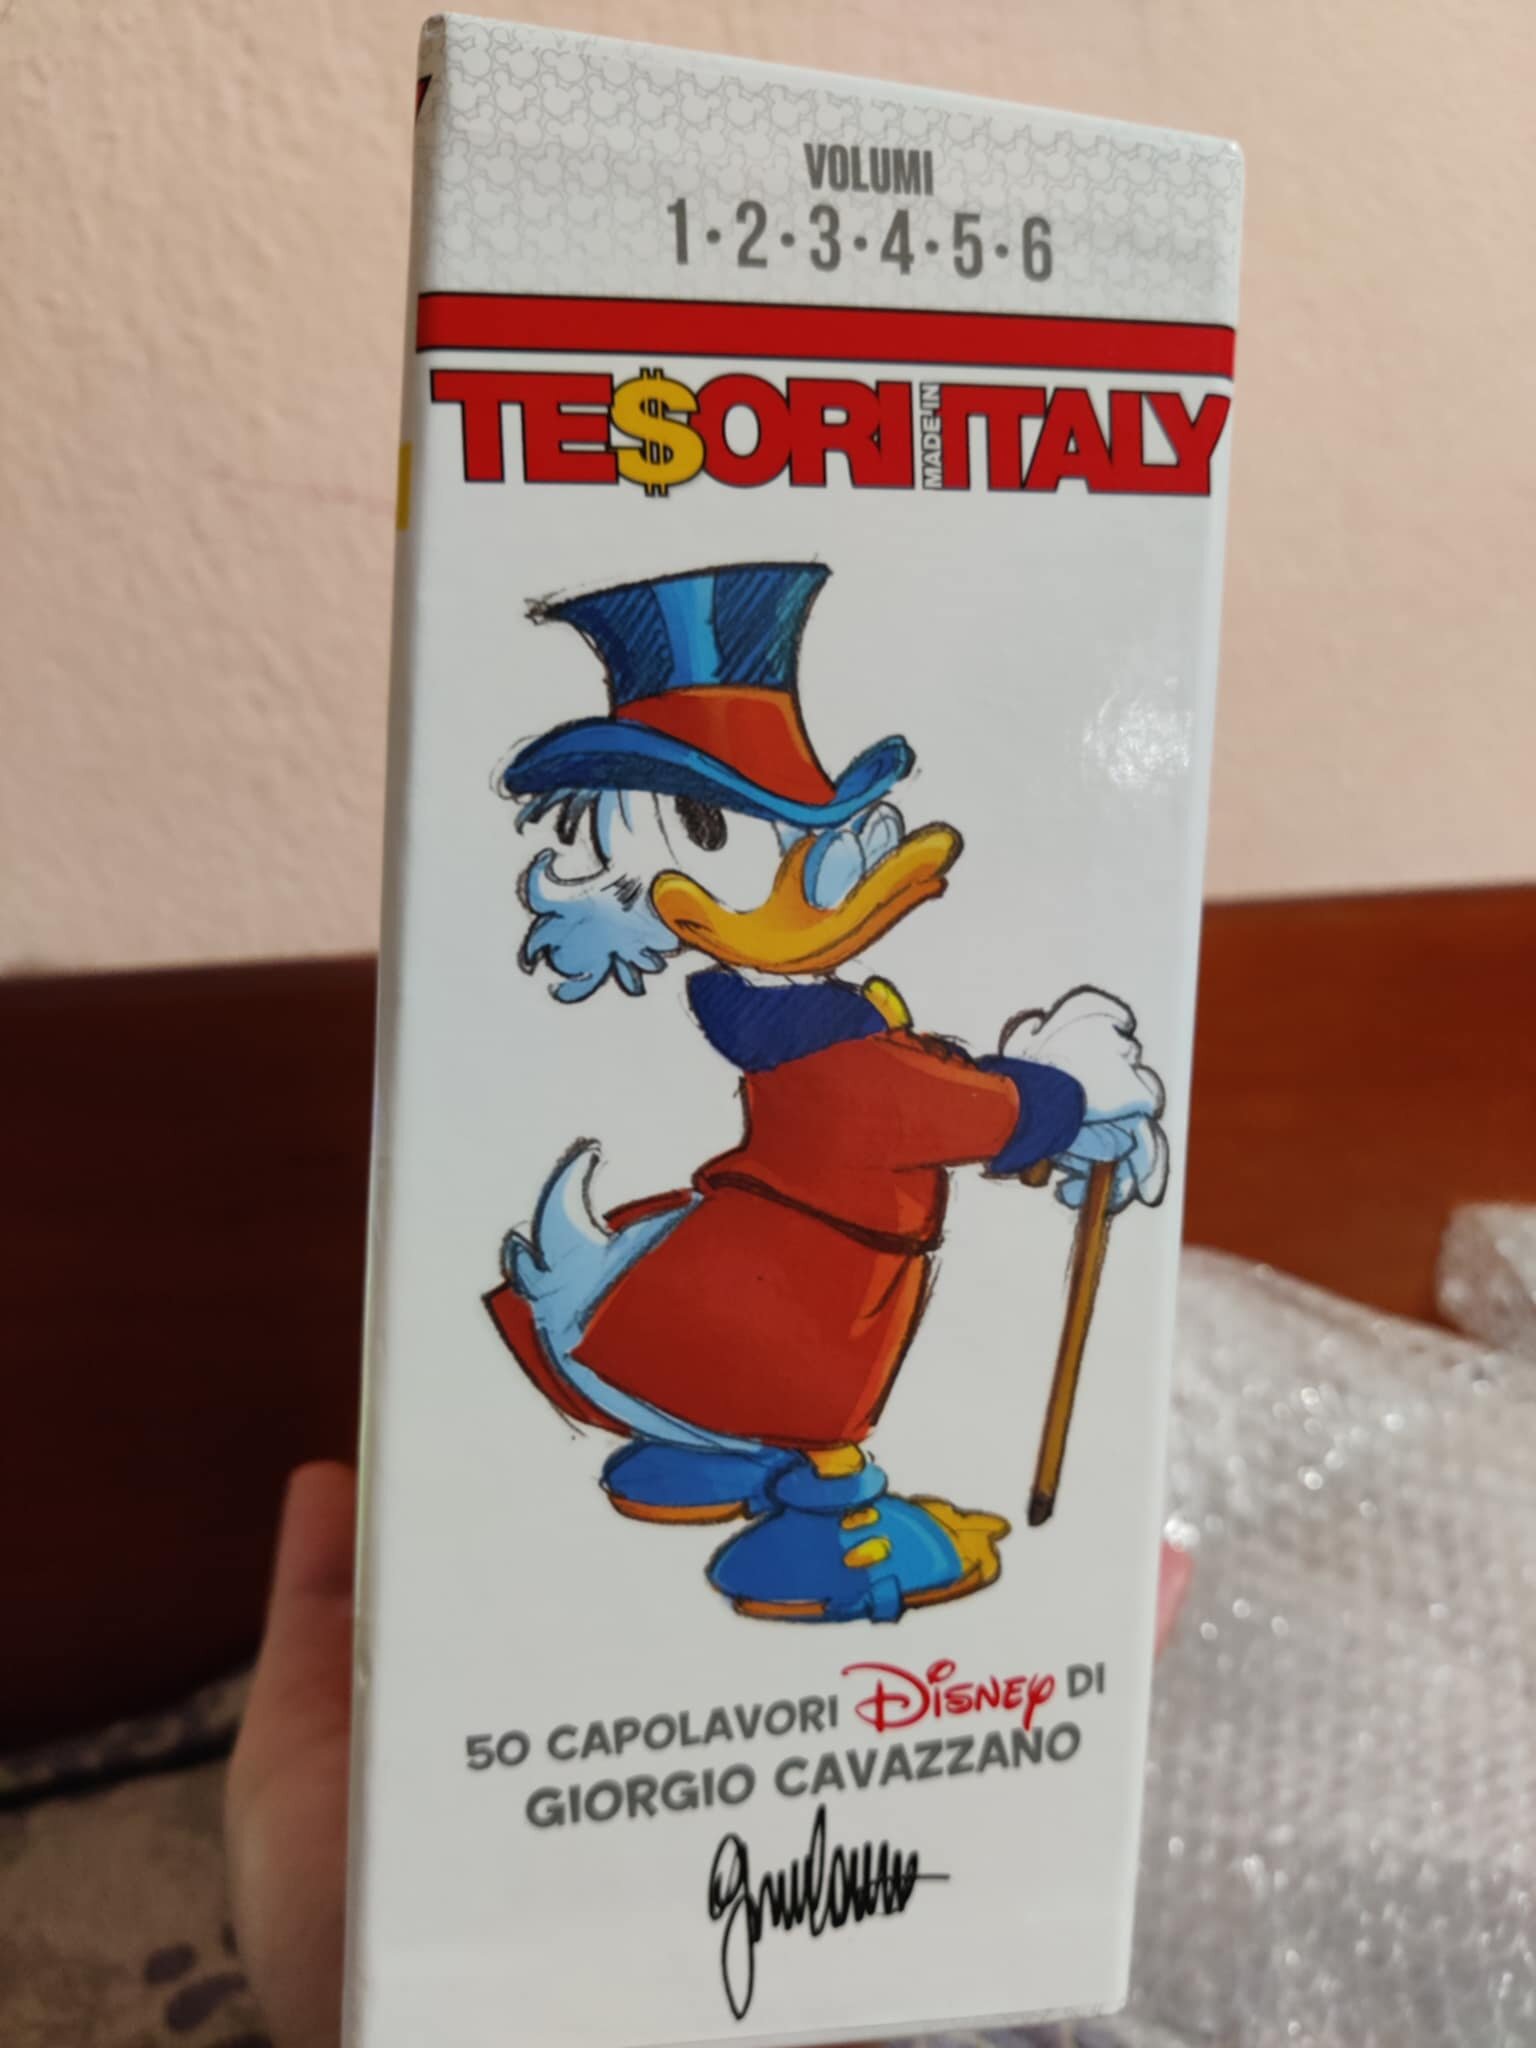 VOLUMI
1·2·3·4·5·6
TE$ORI MADE IN ITALY
50 CAPOLAVORI Disney DI
GIORGIO CAVAZZANO